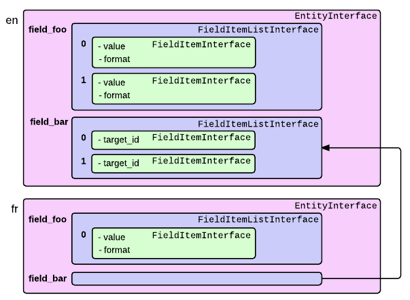 en
EntityInterface
field_foo
FieldItemListInterface
0
- value FieldItemInterface
- format
1
- value FieldItemInterface
- format
field_bar
FieldItemListInterface
0
- target_id FieldItemInterface
1
- target_id FieldItemInterface
fr
EntityInterface
field_foo
FieldItemListInterface
0
- value FieldItemInterface
- format
field_bar